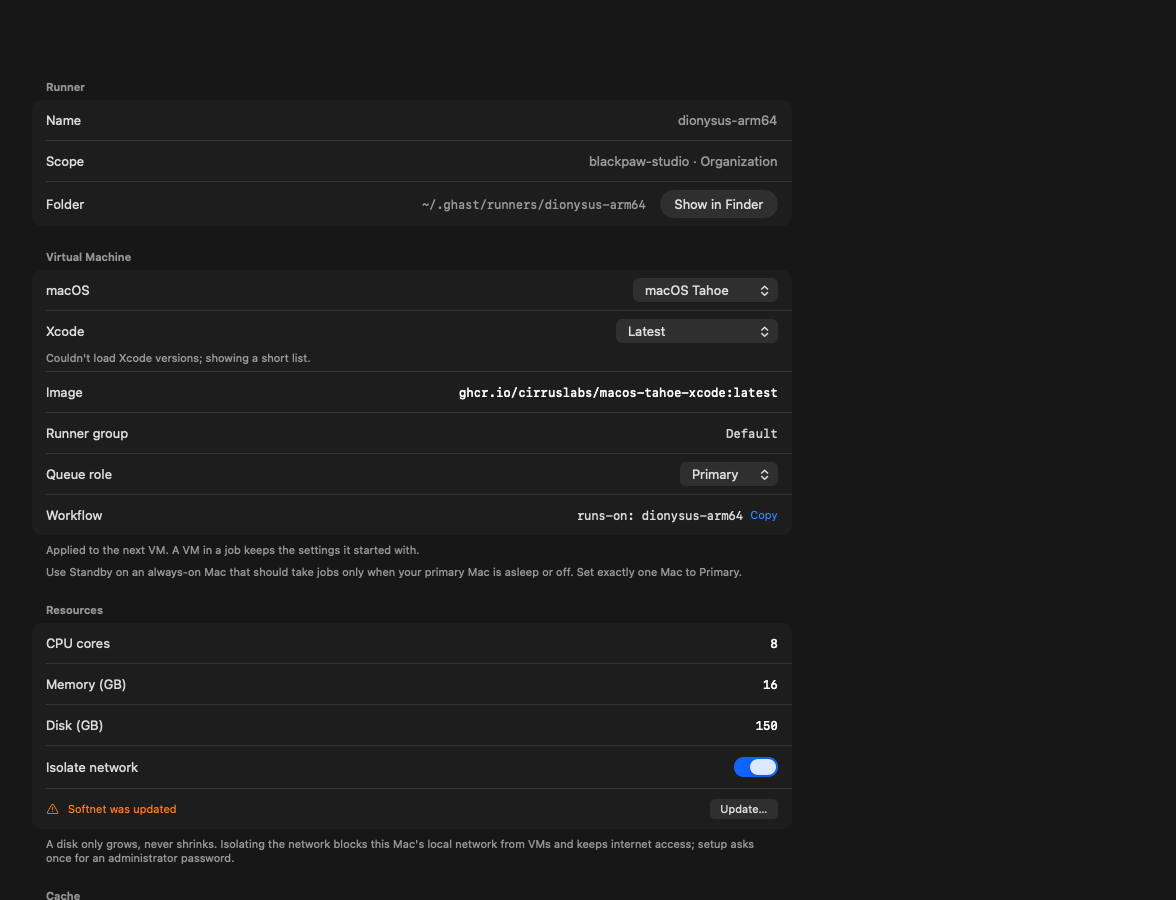 Runner
Name dionysus-arm64
Scope blackpaw-studio · Organization
Folder ~/.ghast/runners/dionysus-arm64 Show in Finder
Virtual Machine
macOS macOS Tahoe
Xcode Latest
Couldn't load Xcode versions; showing a short list.
Image ghcr.io/cirruslabs/macos-tahoe-xcode:latest
Runner group Default
Queue role Primary
Workflow runs-on: dionysus-arm64 Copy
Applied to the next VM. A VM in a job keeps the settings it started with.
Use Standby on an always-on Mac that should take jobs only when your primary Mac is asleep or off. Set exactly one Mac to Primary.
Resources
CPU cores 8
Memory (GB) 16
Disk (GB) 150
Isolate network
Softnet was updated Update...
A disk only grows, never shrinks. Isolating the network blocks this Mac's local network from VMs and keeps internet access; setup asks
once for an administrator password.
Cache